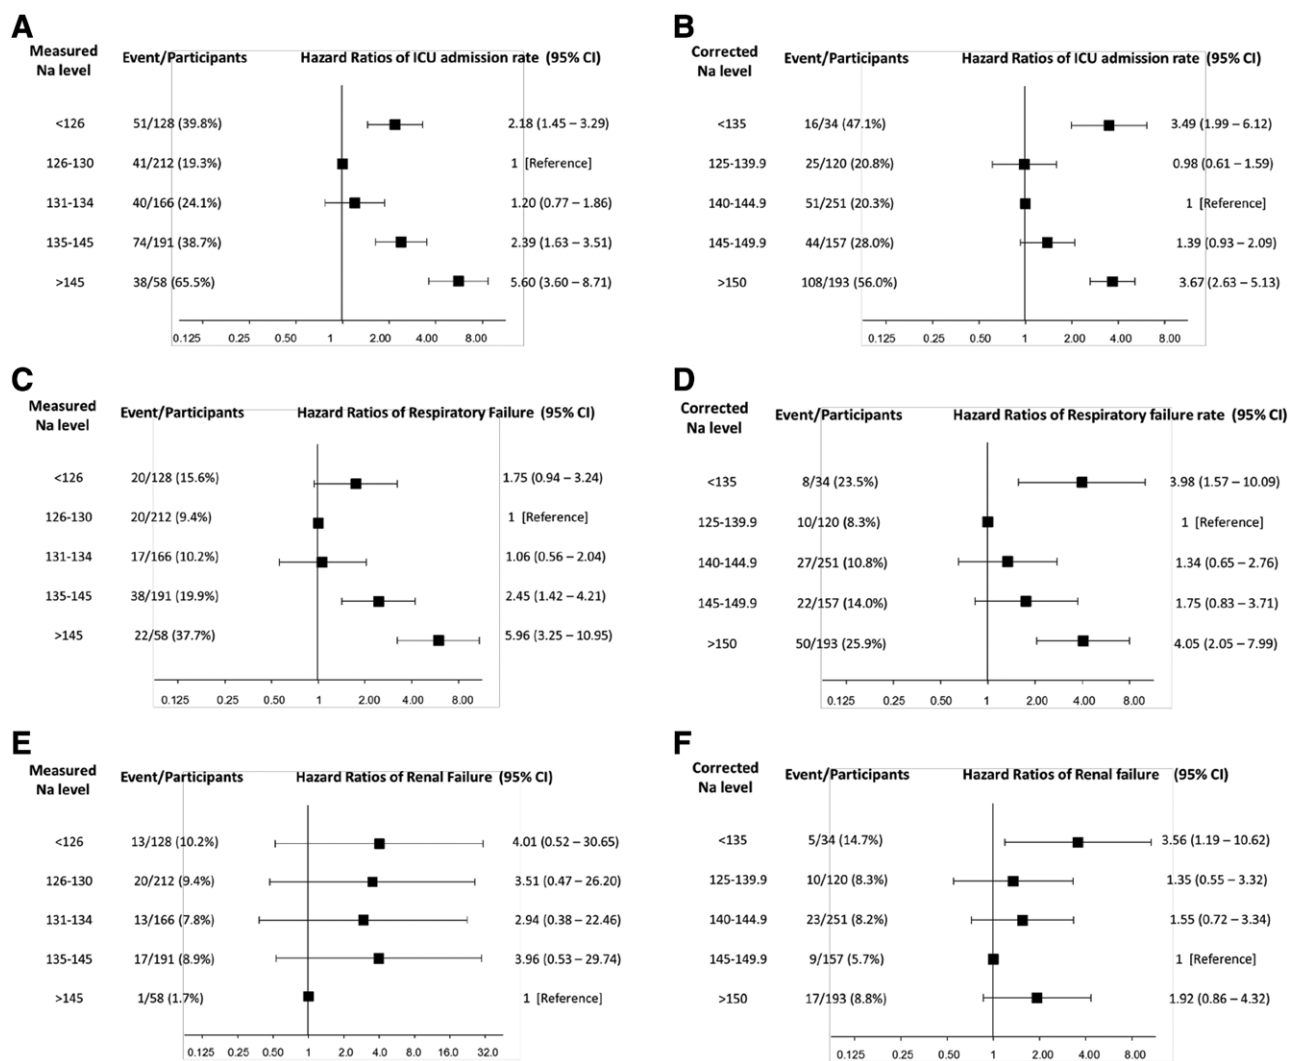 A
Measured
Na level
Event/Participants
Hazard Ratios of ICU admission rate (95% CI)
<126 51/128 (39.8%) 2.18 (1.45 – 3.29)
126-130 41/212 (19.3%) 1 [Reference]
131-134 40/166 (24.1%) 1.20 (0.77 – 1.86)
135-145 74/191 (38.7%) 2.39 (1.63 – 3.51)
>145 38/58 (65.5%) 5.60 (3.60 – 8.71)
0.125 0.25 0.50 1 2.00 4.00 8.00
B
Corrected
Na level
Event/Participants
Hazard Ratios of ICU admission rate (95% CI)
<135 16/34 (47.1%) 3.49 (1.99 – 6.12)
125-139.9 25/120 (20.8%) 0.98 (0.61 – 1.59)
140-144.9 51/251 (20.3%) 1 [Reference]
145-149.9 44/157 (28.0%) 1.39 (0.93 – 2.09)
>150 108/193 (56.0%) 3.67 (2.63 – 5.13)
0.125 0.25 0.50 1 2.00 4.00 8.00
C
Measured
Na level
Event/Participants
Hazard Ratios of Respiratory Failure (95% CI)
<126 20/128 (15.6%) 1.75 (0.94 – 3.24)
126-130 20/212 (9.4%) 1 [Reference]
131-134 17/166 (10.2%) 1.06 (0.56 – 2.04)
135-145 38/191 (19.9%) 2.45 (1.42 – 4.21)
>145 22/58 (37.7%) 5.96 (3.25 – 10.95)
0.125 0.25 0.50 1 2.00 4.00 8.00
D
Corrected
Na level
Event/Participants
Hazard Ratios of Respiratory failure rate (95% CI)
<135 8/34 (23.5%) 3.98 (1.57 – 10.09)
125-139.9 10/120 (8.3%) 1 [Reference]
140-144.9 27/251 (10.8%) 1.34 (0.65 – 2.76)
145-149.9 22/157 (14.0%) 1.75 (0.83 – 3.71)
>150 50/193 (25.9%) 4.05 (2.05 – 7.99)
0.125 0.25 0.50 1 2.00 4.00 8.00
E
Measured
Na level
Event/Participants
Hazard Ratios of Renal Failure (95% CI)
<126 13/128 (10.2%) 4.01 (0.52 – 30.65)
126-130 20/212 (9.4%) 3.51 (0.47 – 26.20)
131-134 13/166 (7.8%) 2.94 (0.38 – 22.46)
135-145 17/191 (8.9%) 3.96 (0.53 – 29.74)
>145 1/58 (1.7%) 1 [Reference]
0.125 0.25 0.50 1 2.0 4.0 8.0 16.0 32.0
F
Corrected
Na level
Event/Participants
Hazard Ratios of Renal failure (95% CI)
<135 5/34 (14.7%) 3.56 (1.19 – 10.62)
125-139.9 10/120 (8.3%) 1.35 (0.55 – 3.32)
140-144.9 23/251 (8.2%) 1.55 (0.72 – 3.34)
145-149.9 9/157 (5.7%) 1 [Reference]
>150 17/193 (8.8%) 1.92 (0.86 – 4.32)
0.125 0.25 0.50 1 2.00 4.00 8.00